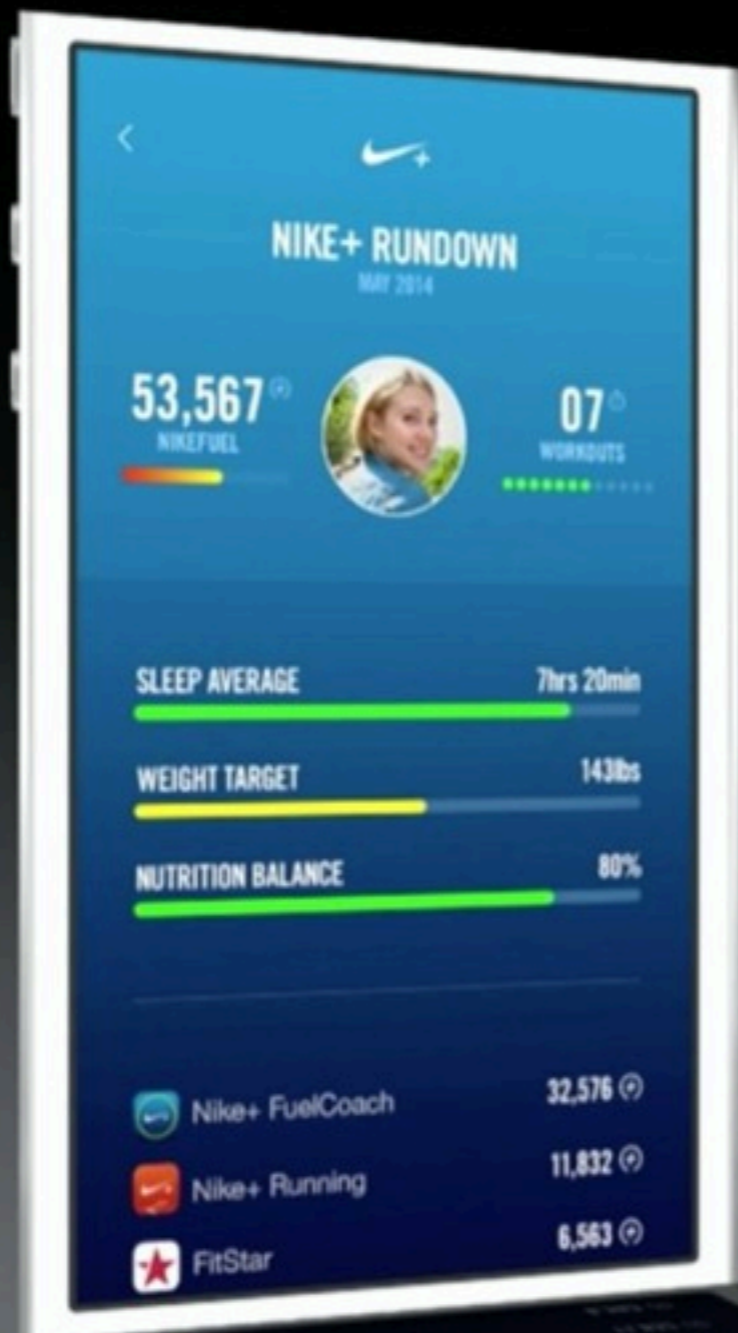 NIKE+ RUNDOWN
MAY 2014
53,567
NIKEFUEL
07
WORKOUTS
SLEEP AVERAGE 7hrs 20min
WEIGHT TARGET 143lbs
NUTRITION BALANCE 80%
Nike+ FuelCoach 32,576
Nike+ Running 11,832
FitStar 6,563